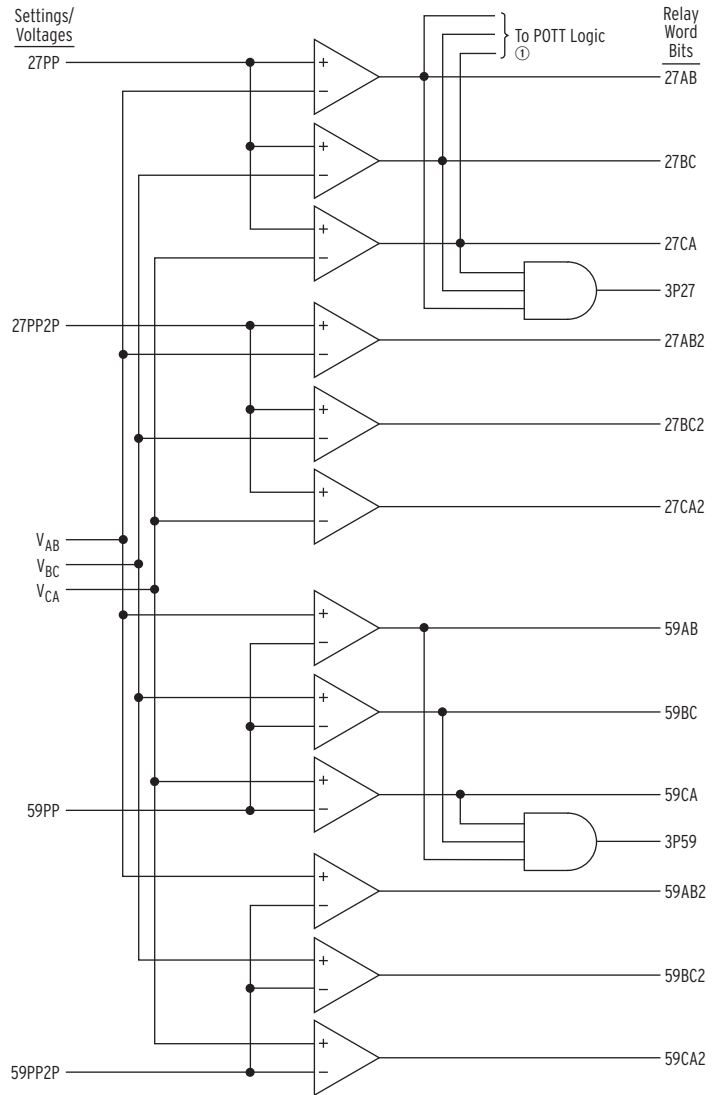 Settings/
Voltages
Relay
Word
Bits
To POTT Logic
①
27PP
+
−
27AB
+
−
27BC
+
−
27CA
3P27
27PP2P
+
−
27AB2
+
−
27BC2
+
−
27CA2
VAB
VBC
VCA
+
−
59AB
+
−
59BC
+
−
59CA
59PP
3P59
+
−
59AB2
+
−
59BC2
+
−
59CA2
59PP2P